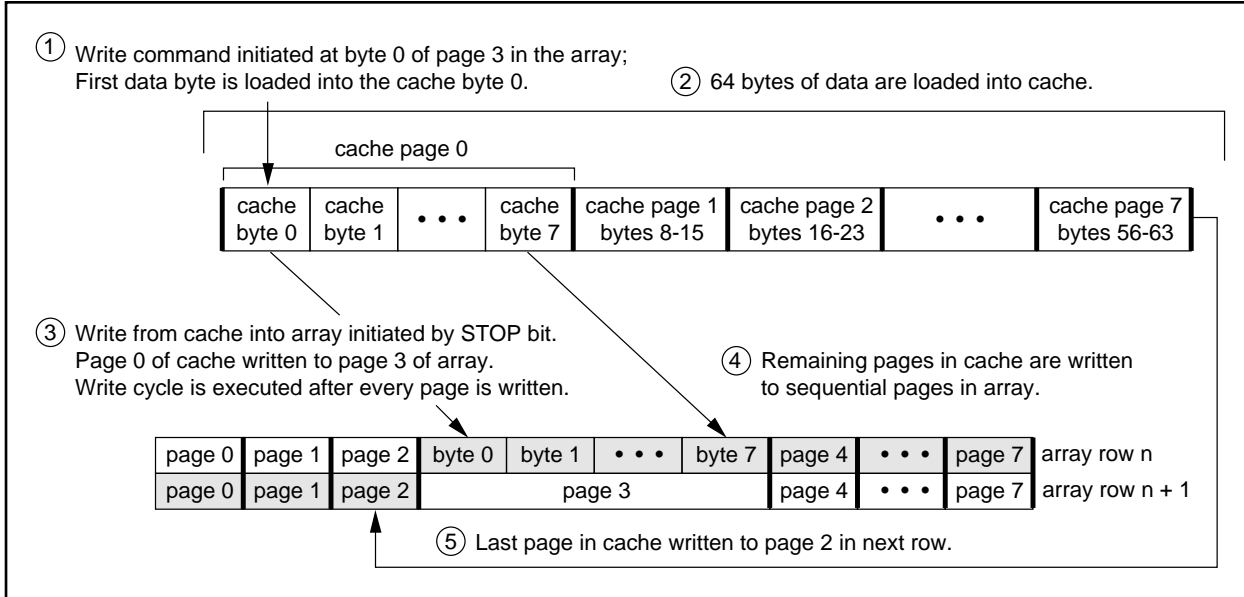 ① Write command initiated at byte 0 of page 3 in the array;
First data byte is loaded into the cache byte 0.
② 64 bytes of data are loaded into cache.
cache page 0
cache byte 0
cache byte 1
• • •
cache byte 7
cache page 1 bytes 8-15
cache page 2 bytes 16-23
• • •
cache page 7 bytes 56-63
③ Write from cache into array initiated by STOP bit.
Page 0 of cache written to page 3 of array.
Write cycle is executed after every page is written.
④ Remaining pages in cache are written
to sequential pages in array.
page 0 page 1 page 2 byte 0 byte 1 • • • byte 7 page 4 • • • page 7 array row n
page 0 page 1 page 2 page 3 page 4 • • • page 7 array row n + 1
⑤ Last page in cache written to page 2 in next row.